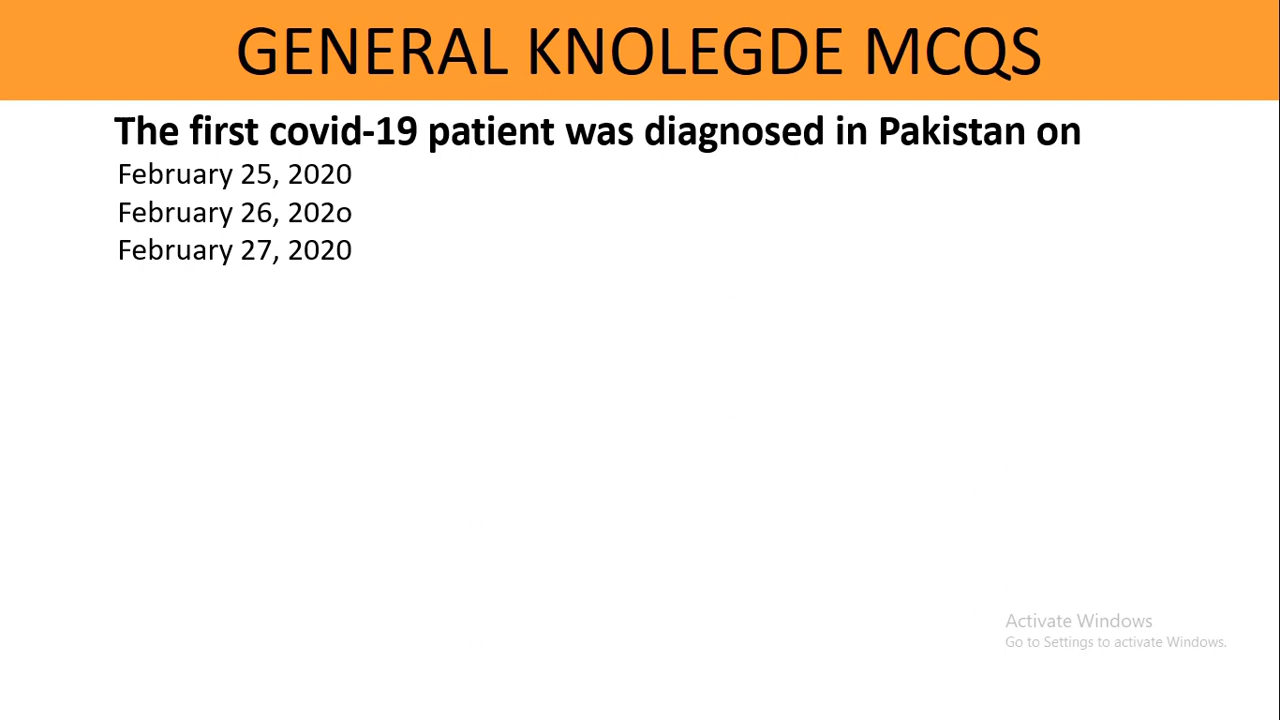 GENERAL KNOLEGDE MCQS
The first covid-19 patient was diagnosed in Pakistan on
February 25, 2020
February 26, 202o
February 27, 2020
Activate Windows
Go to Settings to activate Windows.